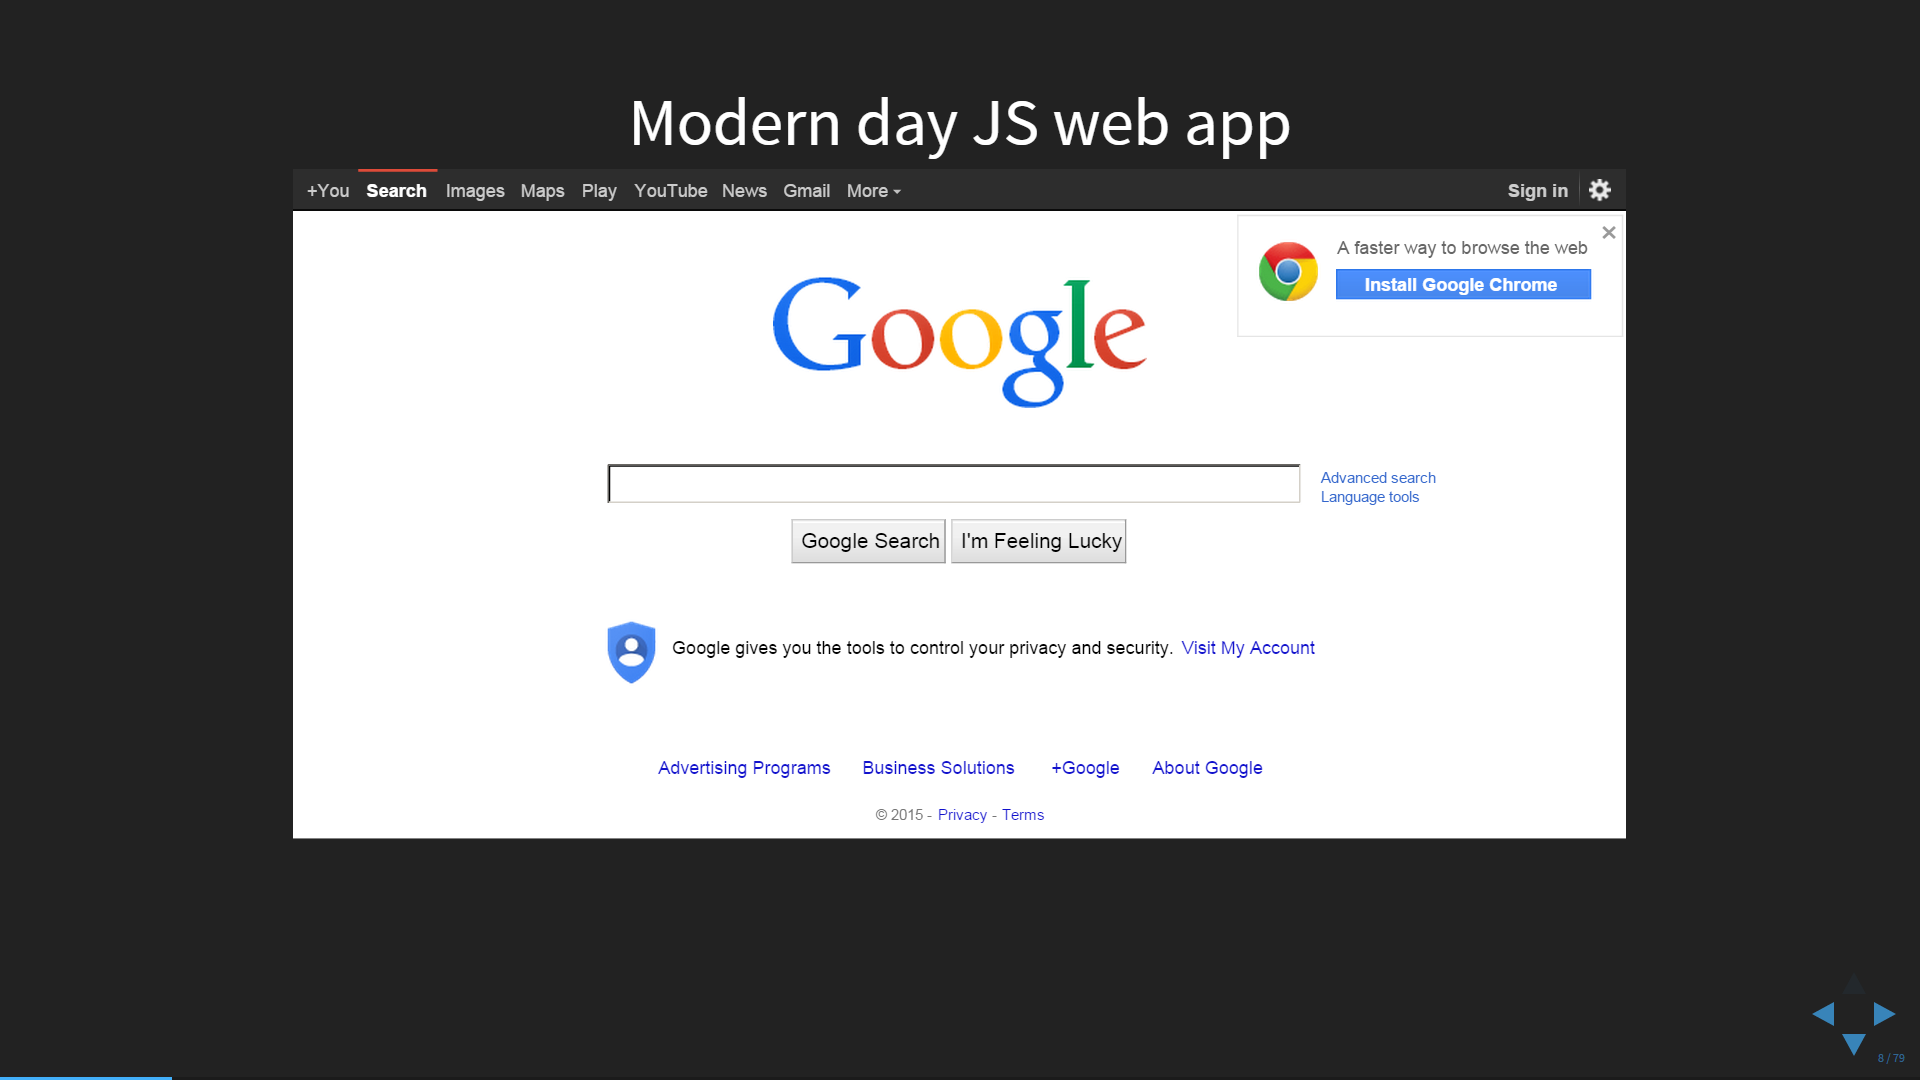 Modern day JS web app
+You Search Images Maps Play YouTube News Gmail More Sign in
A faster way to browse the web
Install Google Chrome
Google
Advanced search
Language tools
Google Search I'm Feeling Lucky
Google gives you the tools to control your privacy and security. Visit My Account
Advertising Programs Business Solutions +Google About Google
© 2015 - Privacy - Terms
8 / 79